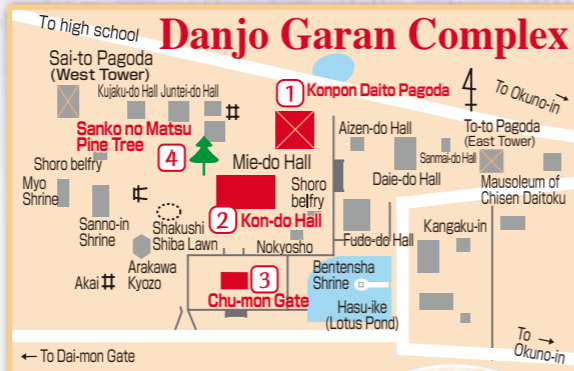 To high school
Danjo Garan Complex
Sai-to Pagoda
(West Tower)
Kujaku-do Hall
Juntei-do Hall
1
Konpon Daito Pagoda
To Okuno-in →
4
Sanko no Matsu
Pine Tree
4
Aizen-do Hall
To-to Pagoda
(East Tower)
Sanmai-do Hall
Shoro belfry
Mie-do Hall
Daie-do Hall
Mausoleum of
Chisen Daitoku
Myo
Shrine
Shoro
belfry
Sanno-in
Shrine
Shakushi
Shiba Lawn
2
Kon-do Hall
Fudo-do Hall
Kangaku-in
Nokyosho
Arakawa
Kyozo
Akai
3
Chu-mon Gate
Bentensha
Shrine
Hasu-ike
(Lotus Pond)
← To Dai-mon Gate
To →
Okuno-in